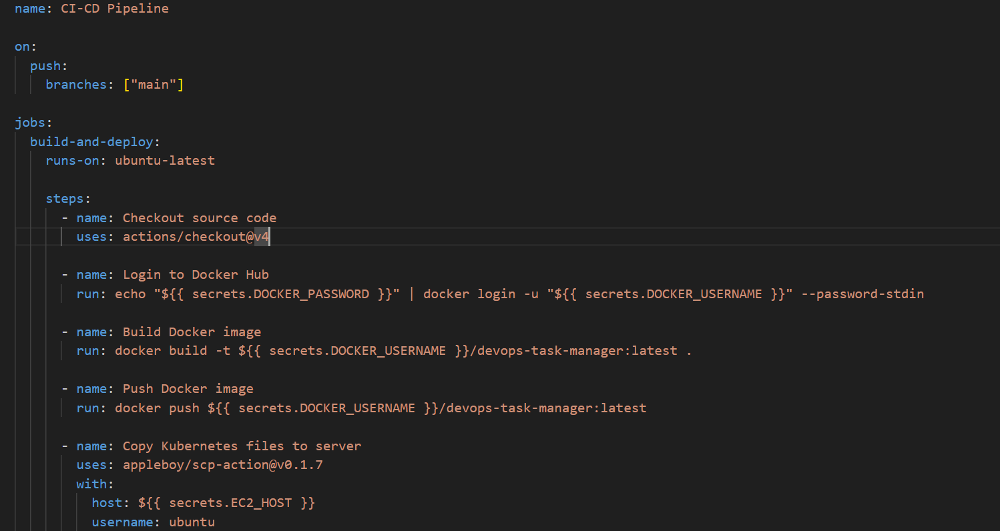 name: CI-CD Pipeline
on:
push:
branches: ["main"]
jobs:
build-and-deploy:
runs-on: ubuntu-latest
steps:
- name: Checkout source code
uses: actions/checkout@v4
- name: Login to Docker Hub
run: echo "${{ secrets.DOCKER_PASSWORD }}" | docker login -u "${{ secrets.DOCKER_USERNAME }}" --password-stdin
- name: Build Docker image
run: docker build -t ${{ secrets.DOCKER_USERNAME }}/devops-task-manager:latest .
- name: Push Docker image
run: docker push ${{ secrets.DOCKER_USERNAME }}/devops-task-manager:latest
- name: Copy Kubernetes files to server
uses: appleboy/scp-action@v0.1.7
with:
host: ${{ secrets.EC2_HOST }}
username: ubuntu